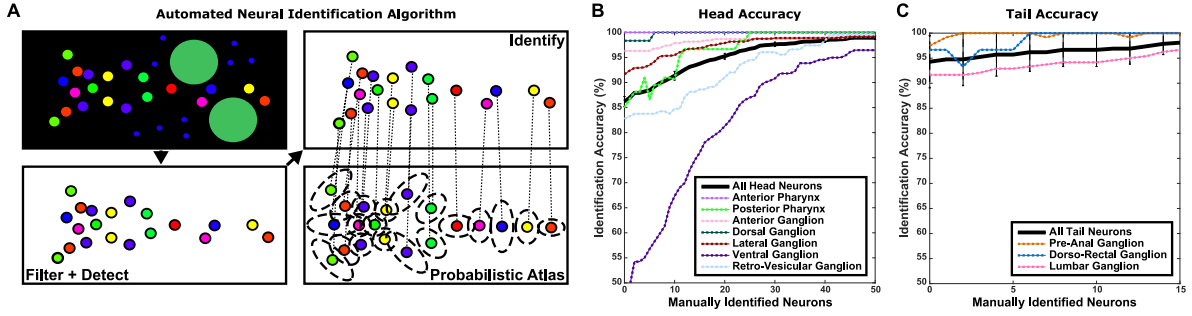 A
Automated Neural Identification Algorithm
Identify
Filter + Detect
Probabilistic Atlas
B
Head Accuracy
Identification Accuracy (%)
100
95
90
85
80
75
70
65
60
55
50
All Head Neurons
Anterior Pharynx
Posterior Pharynx
Anterior Ganglion
Dorsal Ganglion
Lateral Ganglion
Ventral Ganglion
Retro-Vesicular Ganglion
0
10
20
30
40
50
Manually Identified Neurons
C
Tail Accuracy
Identification Accuracy (%)
100
95
90
85
80
75
70
65
60
55
50
All Tail Neurons
Pre-Anal Ganglion
Dorso-Rectal Ganglion
Lumbar Ganglion
0
5
10
15
Manually Identified Neurons